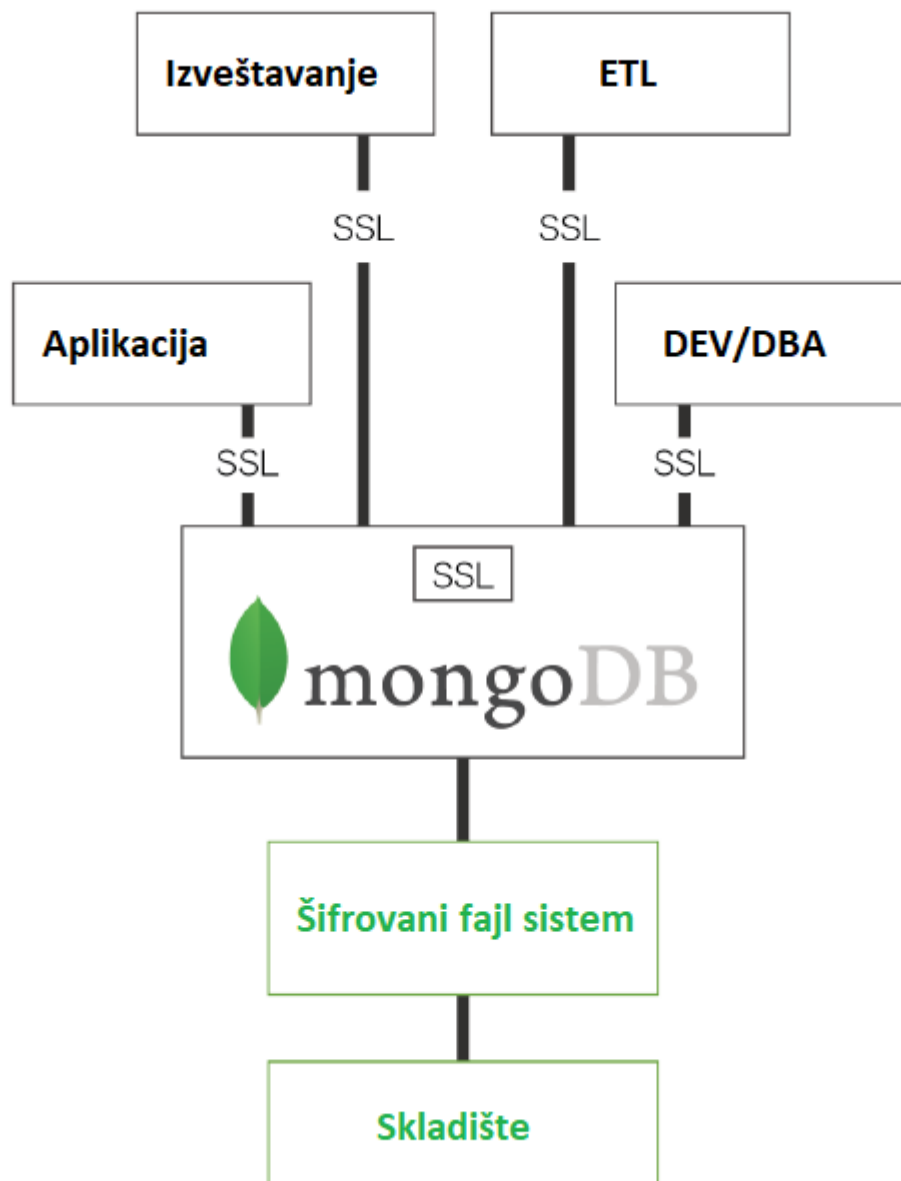 Izveštavanje
ETL
SSL
SSL
Aplikacija
DEV/DBA
SSL
SSL
SSL
mongoDB
Šifrovani fajl sistem
Skladište